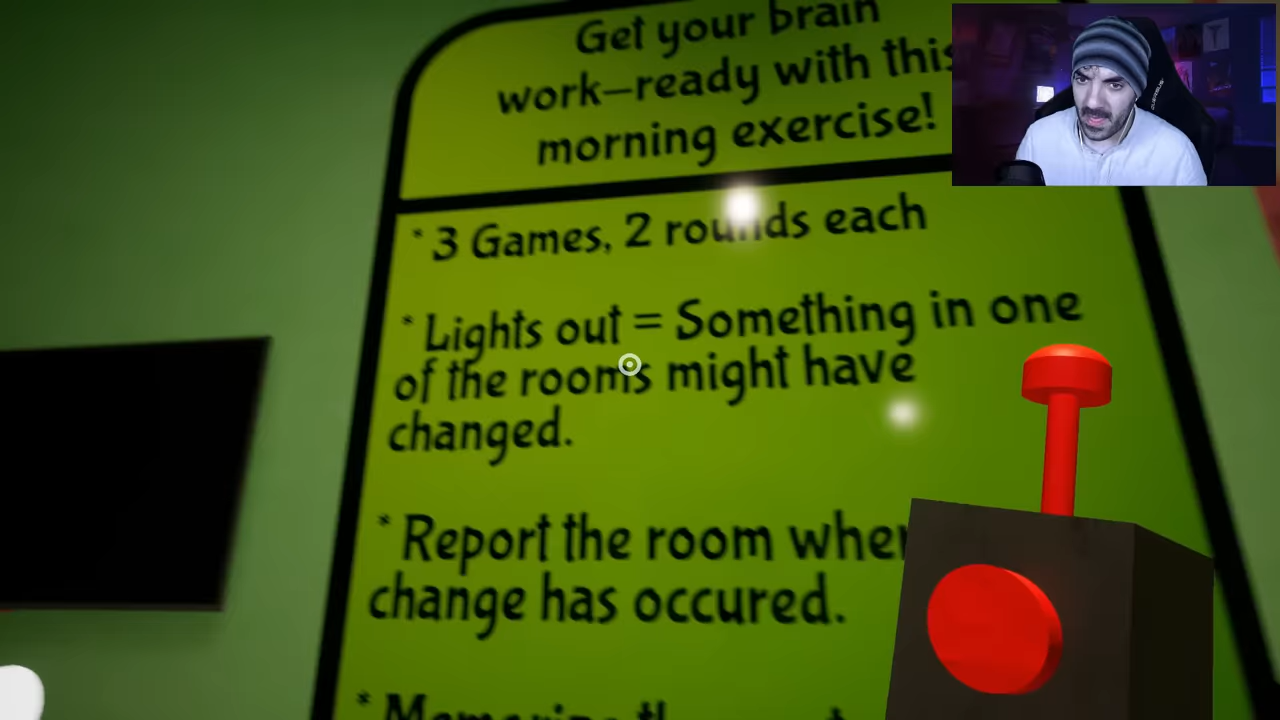 Get your brain
work-ready with this
morning exercise!
* 3 Games, 2 rounds each
* Lights out = Something in one
of the rooms might have
changed.
* Report the room
change has occured.
*